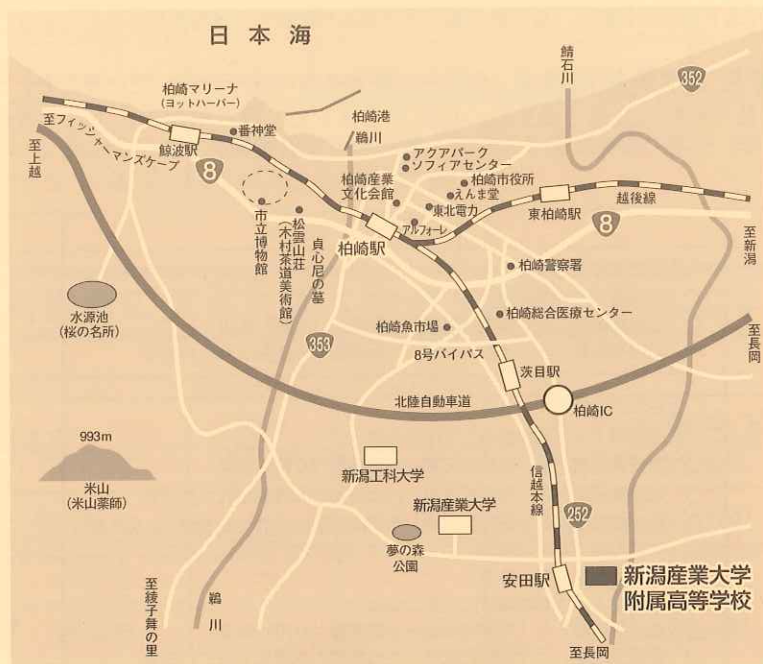 日本海
鯖石川
352
柏崎マリーナ
(ヨットハーバー)
柏崎港
鵜川
至フィッシャーマンズケープ
至上越
鯨波駅
番神堂
8
アクアパーク
ソフィアセンター
柏崎市役所
柏崎産業
文化会館
えんま堂
東北電力
アルフォーレ
東柏崎駅
越後線
8
至新潟
市立博物館
松雲山荘
(木村茶道美術館)
貞心尼の墓
柏崎駅
柏崎警察署
水源池
(桜の名所)
353
柏崎魚市場
柏崎総合医療センター
8号バイパス
至長岡
茨目駅
北陸自動車道
柏崎IC
993m
米山
(米山薬師)
新潟工科大学
新潟産業大学
信越本線
252
夢の森
公園
安田駅
新潟産業大学
附属高等学校
至綾子舞の里
鵜川
至長岡